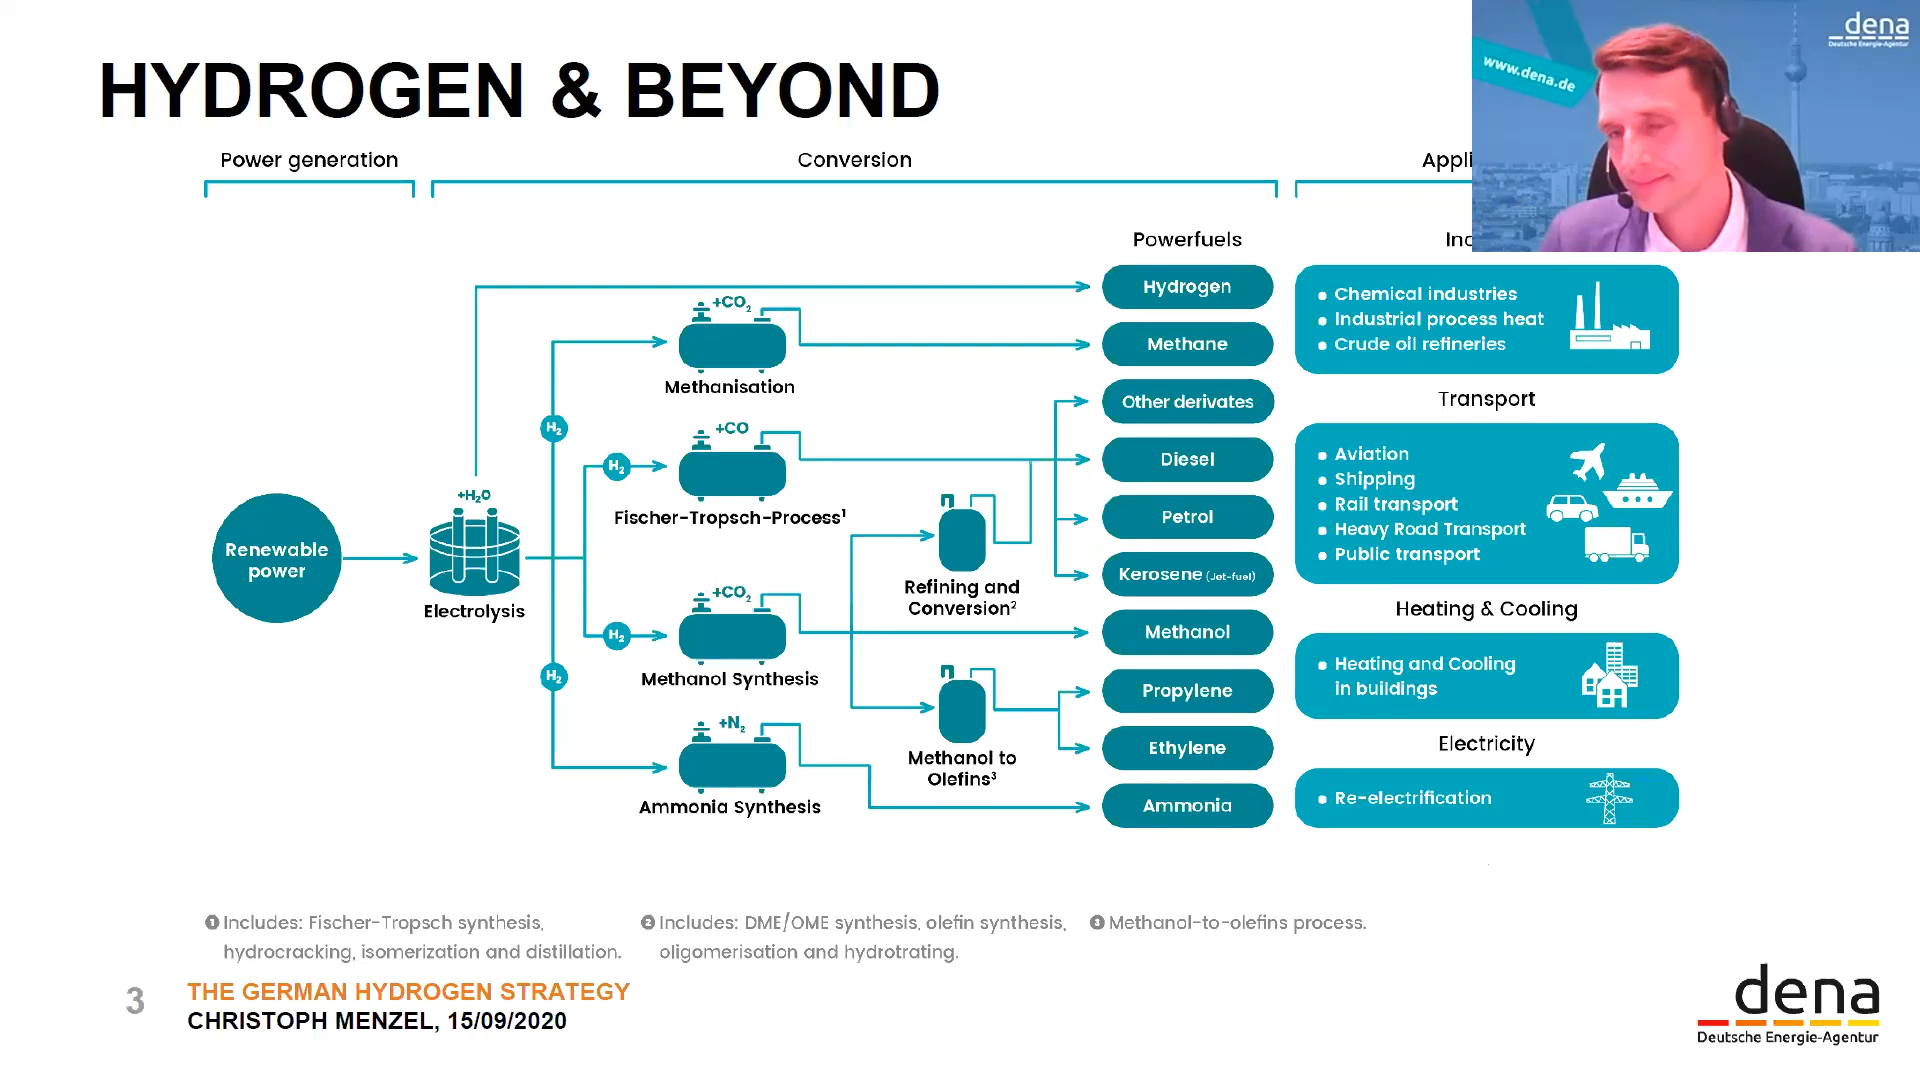 HYDROGEN & BEYOND
dena
Deutsche Energie-Agentur
www.dena.de
Power generation
Conversion
Appli
Powerfuels
Ind
Renewable
power
+H₂O
Electrolysis
H₂
H₂
H₂
H₂
+CO₂
Methanisation
+CO
Fischer-Tropsch-Process¹
+CO₂
Methanol Synthesis
+N₂
Ammonia Synthesis
Refining and
Conversion²
Methanol to
Olefins³
Hydrogen
Methane
Other derivates
Diesel
Petrol
Kerosene (Jet-fuel)
Methanol
Propylene
Ethylene
Ammonia
• Chemical industries
• Industrial process heat
• Crude oil refineries
Transport
• Aviation
• Shipping
• Rail transport
• Heavy Road Transport
• Public transport
Heating & Cooling
• Heating and Cooling
in buildings
Electricity
• Re-electrification
❶ Includes: Fischer-Tropsch synthesis,
hydrocracking, isomerization and distillation.
❷ Includes: DME/OME synthesis, olefin synthesis,
oligomerisation and hydrotrating.
❸ Methanol-to-olefins process.
3
THE GERMAN HYDROGEN STRATEGY
CHRISTOPH MENZEL, 15/09/2020
dena
Deutsche Energie-Agentur